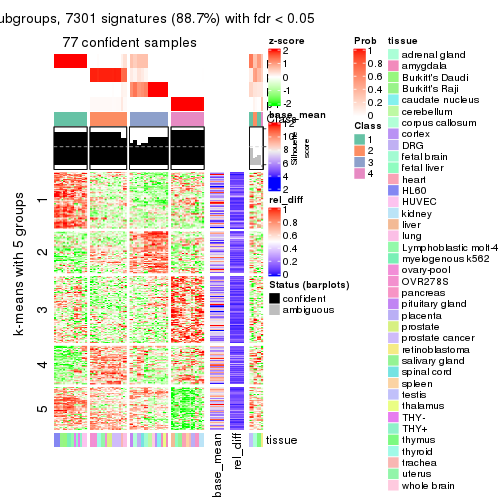 ubgroups, 7301 signatures (88.7%) with fdr < 0.05
77 confident samples
k-means with 5 groups
1
2
3
4
5
Silhouette
score
tissue
base_mean
rel_diff
z-score
2
1
0
-1
-2
base_mean
12
10
8
6
4
2
rel_diff
1
0.8
0.6
0.4
0.2
0
Status (barplots)
confident
ambiguous
Prob
1
0.8
0.6
0.4
0.2
0
Class
1
2
3
4
tissue
adrenal gland
amygdala
Burkitt's Daudi
Burkitt's Raji
caudate nucleus
cerebellum
corpus callosum
cortex
DRG
fetal brain
fetal liver
heart
HL60
HUVEC
kidney
liver
lung
Lymphoblastic molt-4
myelogenous k562
ovary-pool
OVR278S
pancreas
pituitary gland
placenta
prostate
prostate cancer
retinoblastoma
salivary gland
spinal cord
spleen
testis
thalamus
THY-
THY+
thymus
thyroid
trachea
uterus
whole brain